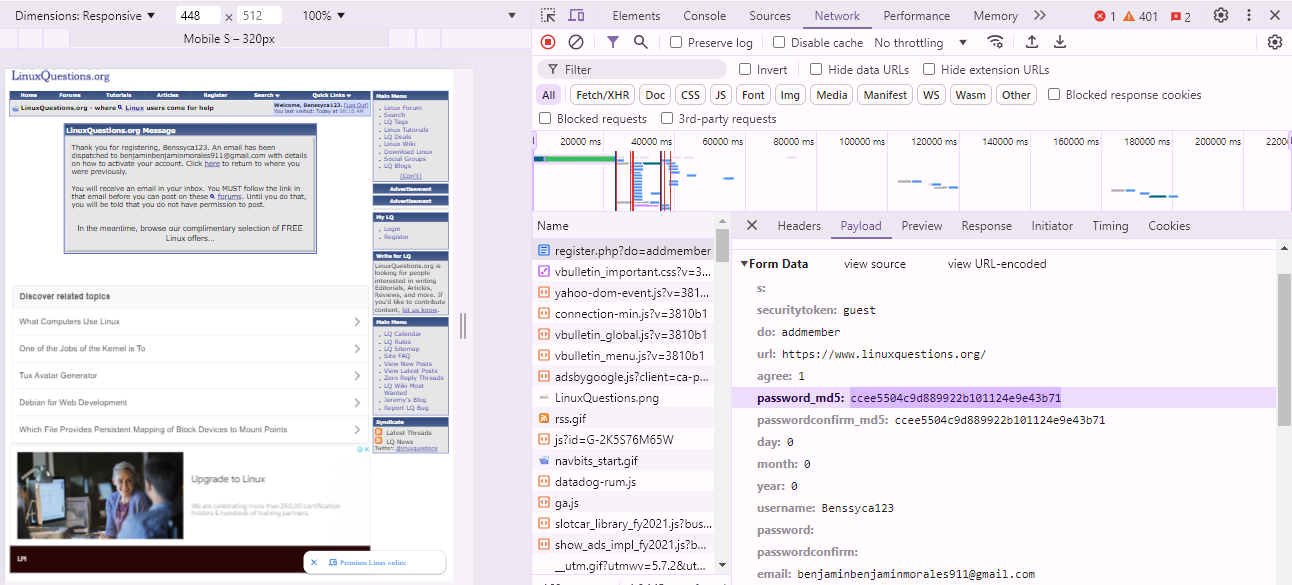 Dimensions: Responsive 448 x 512 100%
Mobile S – 320px
LinuxQuestions.org
Home Forums Tutorials Articles Register Search Quick Links
LinuxQuestions.org - where Linux users come for help
Welcome, Benssyca123. [Log Out]
You last visited: Today at 08:10 AM
LinuxQuestions.org Message
Thank you for registering, Benssyca123. An email has been
dispatched to benjaminbenjaminmorales911@gmail.com with details
on how to activate your account. Click here to return to where you
were previously.
You will receive an email in your inbox. You MUST follow the link in
that email before you can post on these forums. Until you do that,
you will be told that you do not have permission to post.
In the meantime, browse our complimentary selection of FREE
Linux offers...
Main Menu
Linux Forum
Search
LQ Tags
Linux Tutorials
LQ Deals
Linux Wiki
Download Linux
Social Groups
LQ Blogs
[Con't]
Advertisement
Advertisement
My LQ
Login
Register
Write for LQ
LinuxQuestions.org is
looking for people
interested in writing
Editorials, Articles,
Reviews, and more. If
you'd like to contribute
content, let us know.
Main Menu
LQ Calendar
LQ Rules
LQ Sitemap
Site FAQ
View New Posts
View Latest Posts
Zero Reply Threads
LQ Wiki Most
Wanted
Jeremy's Blog
Report LQ Bug
Syndicate
Latest Threads
LQ News
Twitter: @linuxquestions
Discover related topics
What Computers Use Linux
One of the Jobs of the Kernel is To
Tux Avatar Generator
Debian for Web Development
Which File Provides Persistent Mapping of Block Devices to Mount Points
Upgrade to Linux
We are celebrating more than 250,00 certification
holders & hundreds of training partners.
LPI
Premium Linux online
Elements Console Sources Network Performance Memory 1 401 2
Preserve log Disable cache No throttling
Filter Invert Hide data URLs Hide extension URLs
All Fetch/XHR Doc CSS JS Font Img Media Manifest WS Wasm Other Blocked response cookies
Blocked requests 3rd-party requests
20000 ms 40000 ms 60000 ms 80000 ms 100000 ms 120000 ms 140000 ms 160000 ms 180000 ms 200000 ms 2200
Name
register.php?do=addmember
vbulletin_important.css?v=3...
yahoo-dom-event.js?v=381...
connection-min.js?v=3810b1
vbulletin_global.js?v=3810b1
vbulletin_menu.js?v=3810b1
adsbygoogle.js?client=ca-p...
LinuxQuestions.png
rss.gif
js?id=G-2K5S76M65W
navbits_start.gif
datadog-rum.js
ga.js
slotcar_library_fy2021.js?bus...
show_ads_impl_fy2021.js?b...
__utm.gif?utmwv=5.7.2&ut...
Headers Payload Preview Response Initiator Timing Cookies
Form Data view source view URL-encoded
s:
securitytoken: guest
do: addmember
url: https://www.linuxquestions.org/
agree: 1
password_md5: ccee5504c9d889922b101124e9e43b71
passwordconfirm_md5: ccee5504c9d889922b101124e9e43b71
day: 0
month: 0
year: 0
username: Benssyca123
password:
passwordconfirm:
email: benjaminbenjaminmorales911@gmail.com